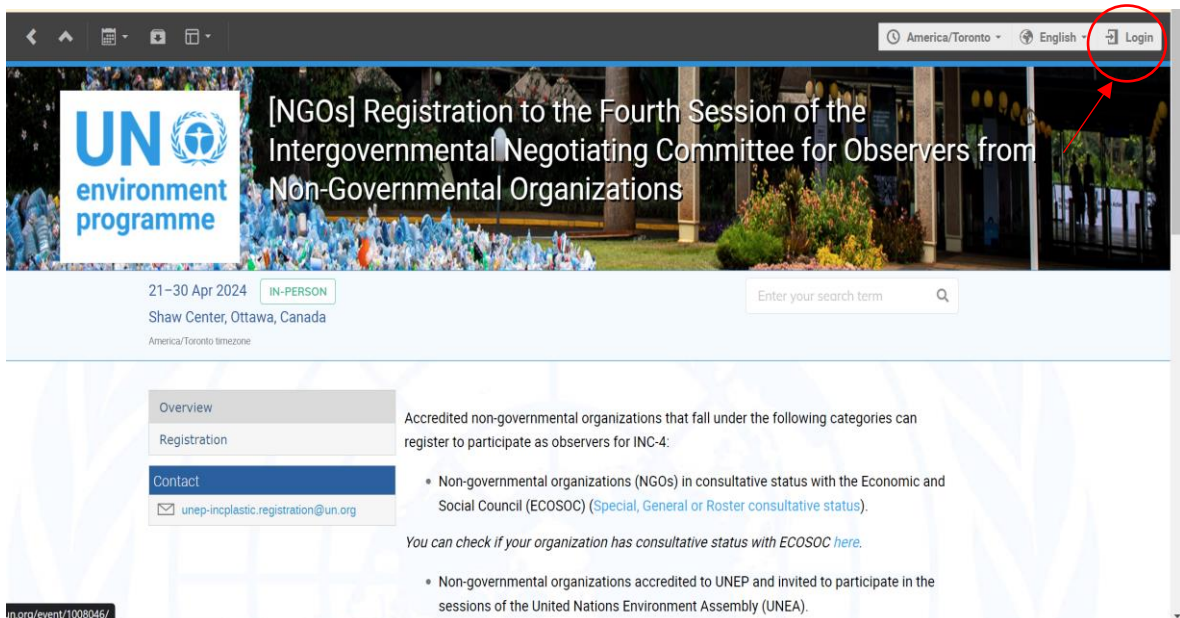 America/Toronto
English
Login
UN
environment
programme
[NGOs] Registration to the Fourth Session of the
Intergovernmental Negotiating Committee for Observers from
Non-Governmental Organizations
21–30 Apr 2024 IN-PERSON
Enter your search term
Shaw Center, Ottawa, Canada
America/Toronto timezone
Overview
Registration
Contact
unep-incplastic.registration@un.org
Accredited non-governmental organizations that fall under the following categories can
register to participate as observers for INC-4:
• Non-governmental organizations (NGOs) in consultative status with the Economic and
Social Council (ECOSOC) (Special, General or Roster consultative status).
You can check if your organization has consultative status with ECOSOC here.
• Non-governmental organizations accredited to UNEP and invited to participate in the
sessions of the United Nations Environment Assembly (UNEA).
un.org/event/1008046/